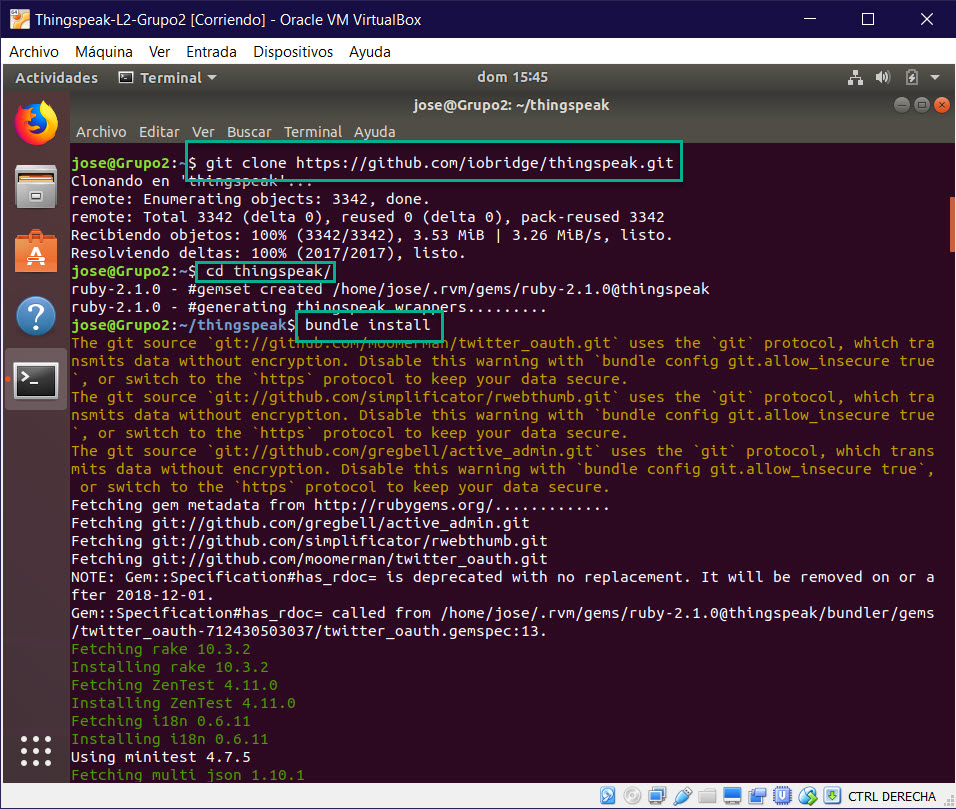 Thingspeak-L2-Grupo2 [Corriendo] - Oracle VM VirtualBox
Archivo Máquina Ver Entrada Dispositivos Ayuda
Actividades Terminal dom 15:45
jose@Grupo2: ~/thingspeak
Archivo Editar Ver Buscar Terminal Ayuda
jose@Grupo2:~$ git clone https://github.com/iobridge/thingspeak.git
Clonando en 'thingspeak'...
remote: Enumerating objects: 3342, done.
remote: Total 3342 (delta 0), reused 0 (delta 0), pack-reused 3342
Recibiendo objetos: 100% (3342/3342), 3.53 MiB | 3.26 MiB/s, listo.
Resolviendo deltas: 100% (2017/2017), listo.
jose@Grupo2:~$ cd thingspeak/
ruby-2.1.0 - #gemset created /home/jose/.rvm/gems/ruby-2.1.0@thingspeak
ruby-2.1.0 - #generating thingspeak wrappers.........
jose@Grupo2:~/thingspeak$ bundle install
The git source `git://github.com/moomerman/twitter_oauth.git` uses the `git` protocol, which tra
nsmits data without encryption. Disable this warning with `bundle config git.allow_insecure true
`, or switch to the `https` protocol to keep your data secure.
The git source `git://github.com/simplificator/rwebthumb.git` uses the `git` protocol, which tra
nsmits data without encryption. Disable this warning with `bundle config git.allow_insecure true
`, or switch to the `https` protocol to keep your data secure.
The git source `git://github.com/gregbell/active_admin.git` uses the `git` protocol, which trans
mits data without encryption. Disable this warning with `bundle config git.allow_insecure true`,
or switch to the `https` protocol to keep your data secure.
Fetching gem metadata from http://rubygems.org/.............
Fetching git://github.com/gregbell/active_admin.git
Fetching git://github.com/simplificator/rwebthumb.git
Fetching git://github.com/moomerman/twitter_oauth.git
NOTE: Gem::Specification#has_rdoc= is deprecated with no replacement. It will be removed on or a
fter 2018-12-01.
Gem::Specification#has_rdoc= called from /home/jose/.rvm/gems/ruby-2.1.0@thingspeak/bundler/gems
/twitter_oauth-712430503037/twitter_oauth.gemspec:13.
Fetching rake 10.3.2
Installing rake 10.3.2
Fetching ZenTest 4.11.0
Installing ZenTest 4.11.0
Fetching i18n 0.6.11
Installing i18n 0.6.11
Using minitest 4.7.5
Fetching multi_json 1.10.1
CTRL DERECHA